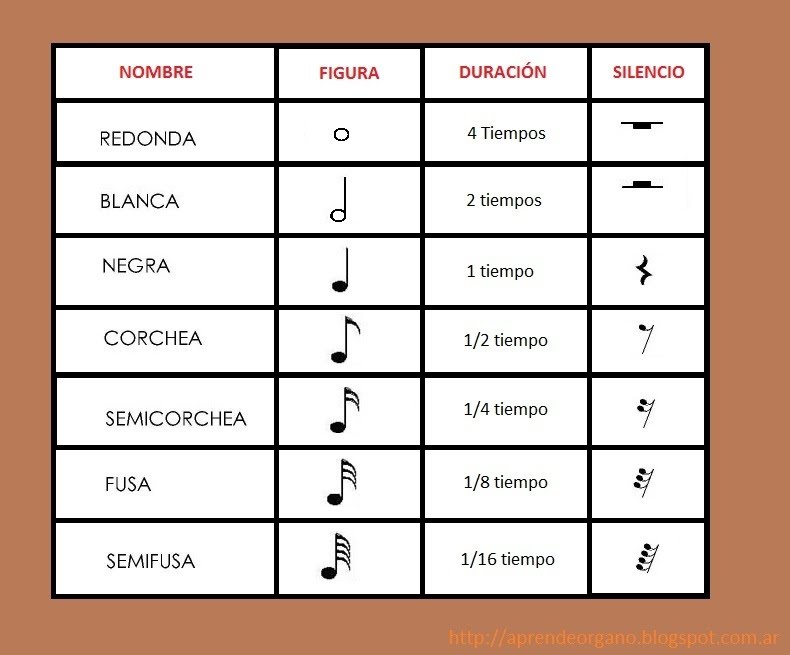 NOMBRE FIGURA DURACIÓN SILENCIO
REDONDA 4 Tiempos
BLANCA 2 tiempos
NEGRA 1 tiempo
CORCHEA 1/2 tiempo
SEMICORCHEA 1/4 tiempo
FUSA 1/8 tiempo
SEMIFUSA 1/16 tiempo
http://aprendeorgano.blogspot.com.ar